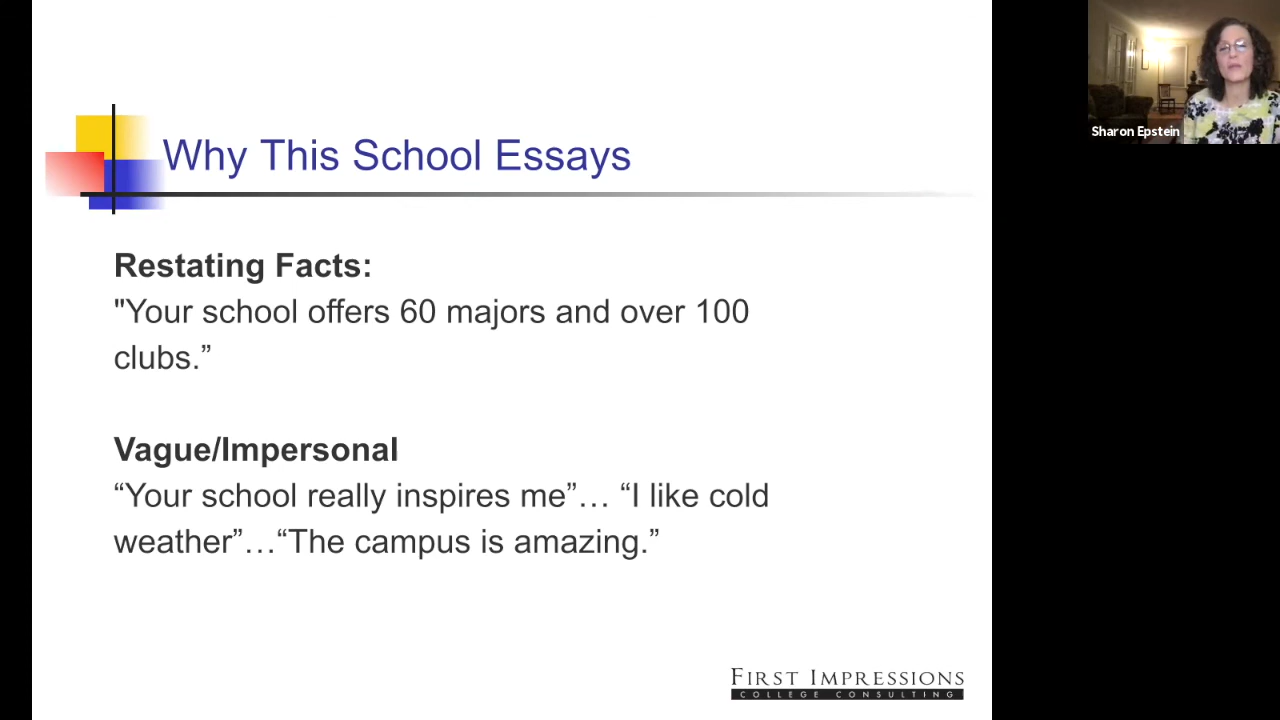 Why This School Essays
Restating Facts:
"Your school offers 60 majors and over 100
clubs.”
Vague/Impersonal
“Your school really inspires me”… “I like cold
weather”…“The campus is amazing.”
FIRST IMPRESSIONS
COLLEGE CONSULTING
Sharon Epstein